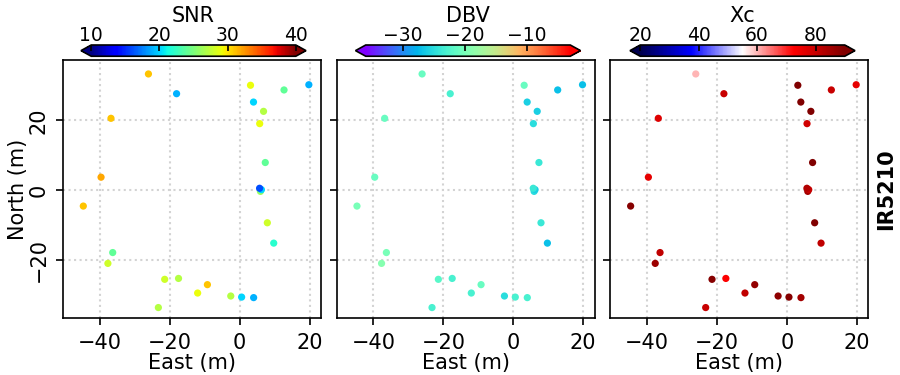 SNR DBV Xc
10 20 30 40 −30 −20 −10 20 40 60 80
North (m)
20
0
−20
IR5210
−40 −20 0 20 −40 −20 0 20 −40 −20 0 20
East (m) East (m) East (m)